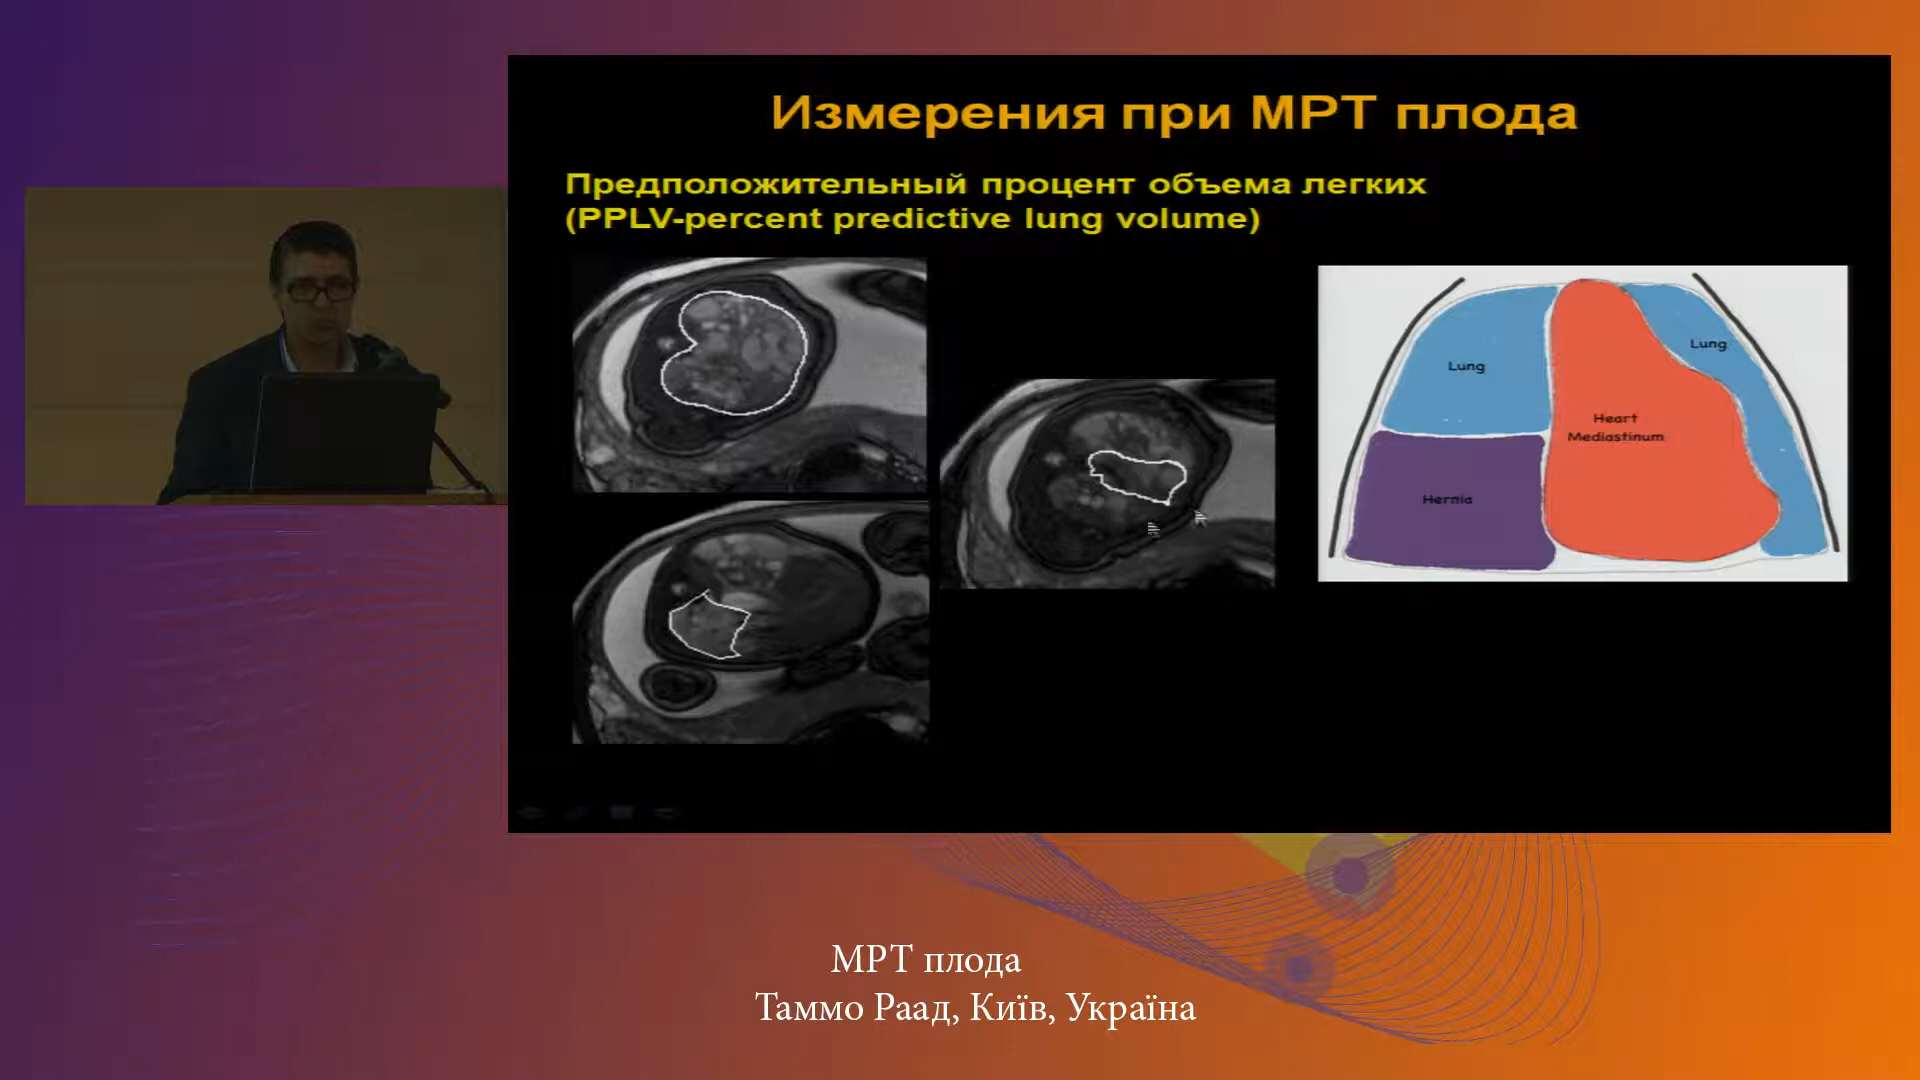 Измерения при МРТ плода
Предположительный процент объема легких
(PPLV-percent predictive lung volume)
Lung
Lung
Heart
Mediastinum
Hernia
МРТ плода
Таммо Раад, Київ, Україна